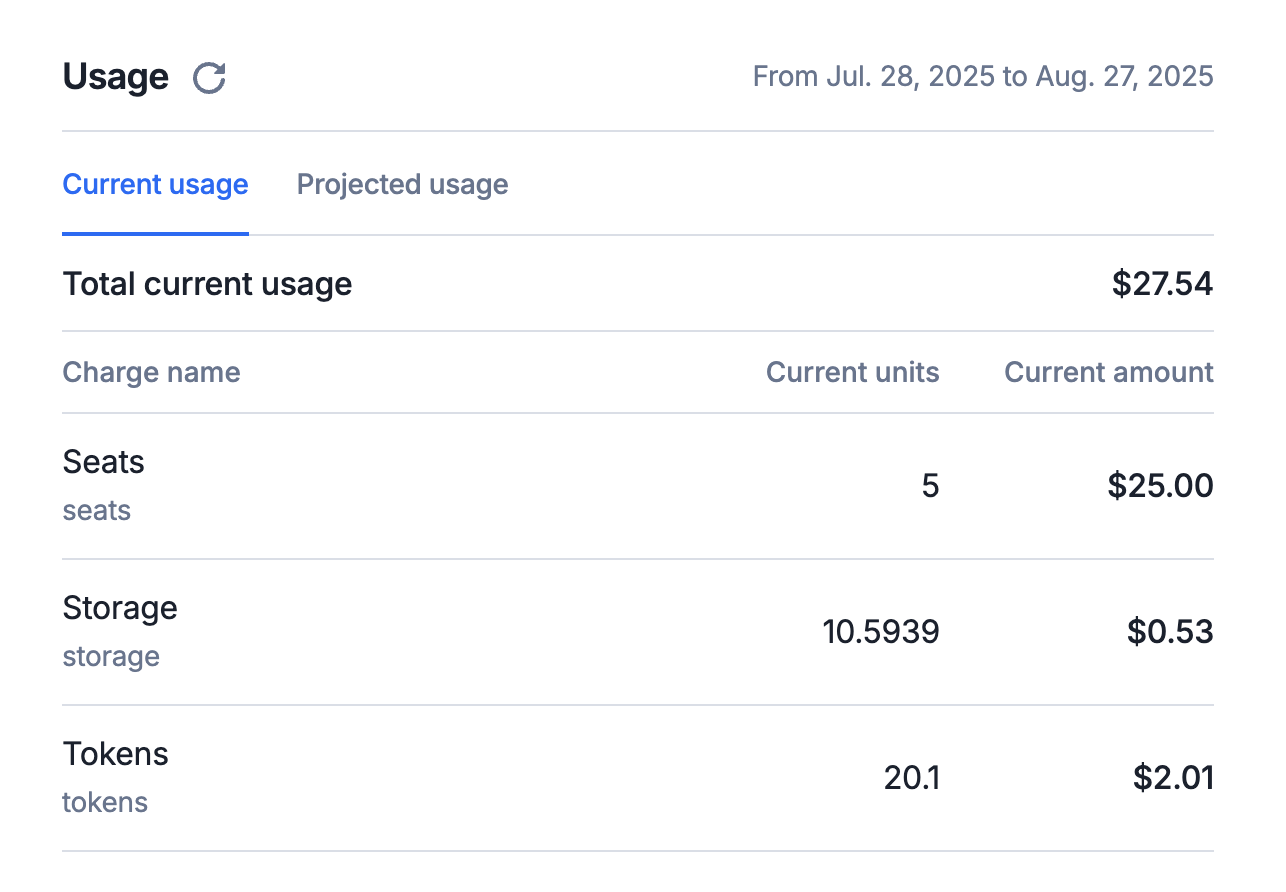 Usage
From Jul. 28, 2025 to Aug. 27, 2025
Current usage Projected usage
Total current usage $27.54
Charge name Current units Current amount
Seats
seats
5 $25.00
Storage
storage
10.5939 $0.53
Tokens
tokens
20.1 $2.01